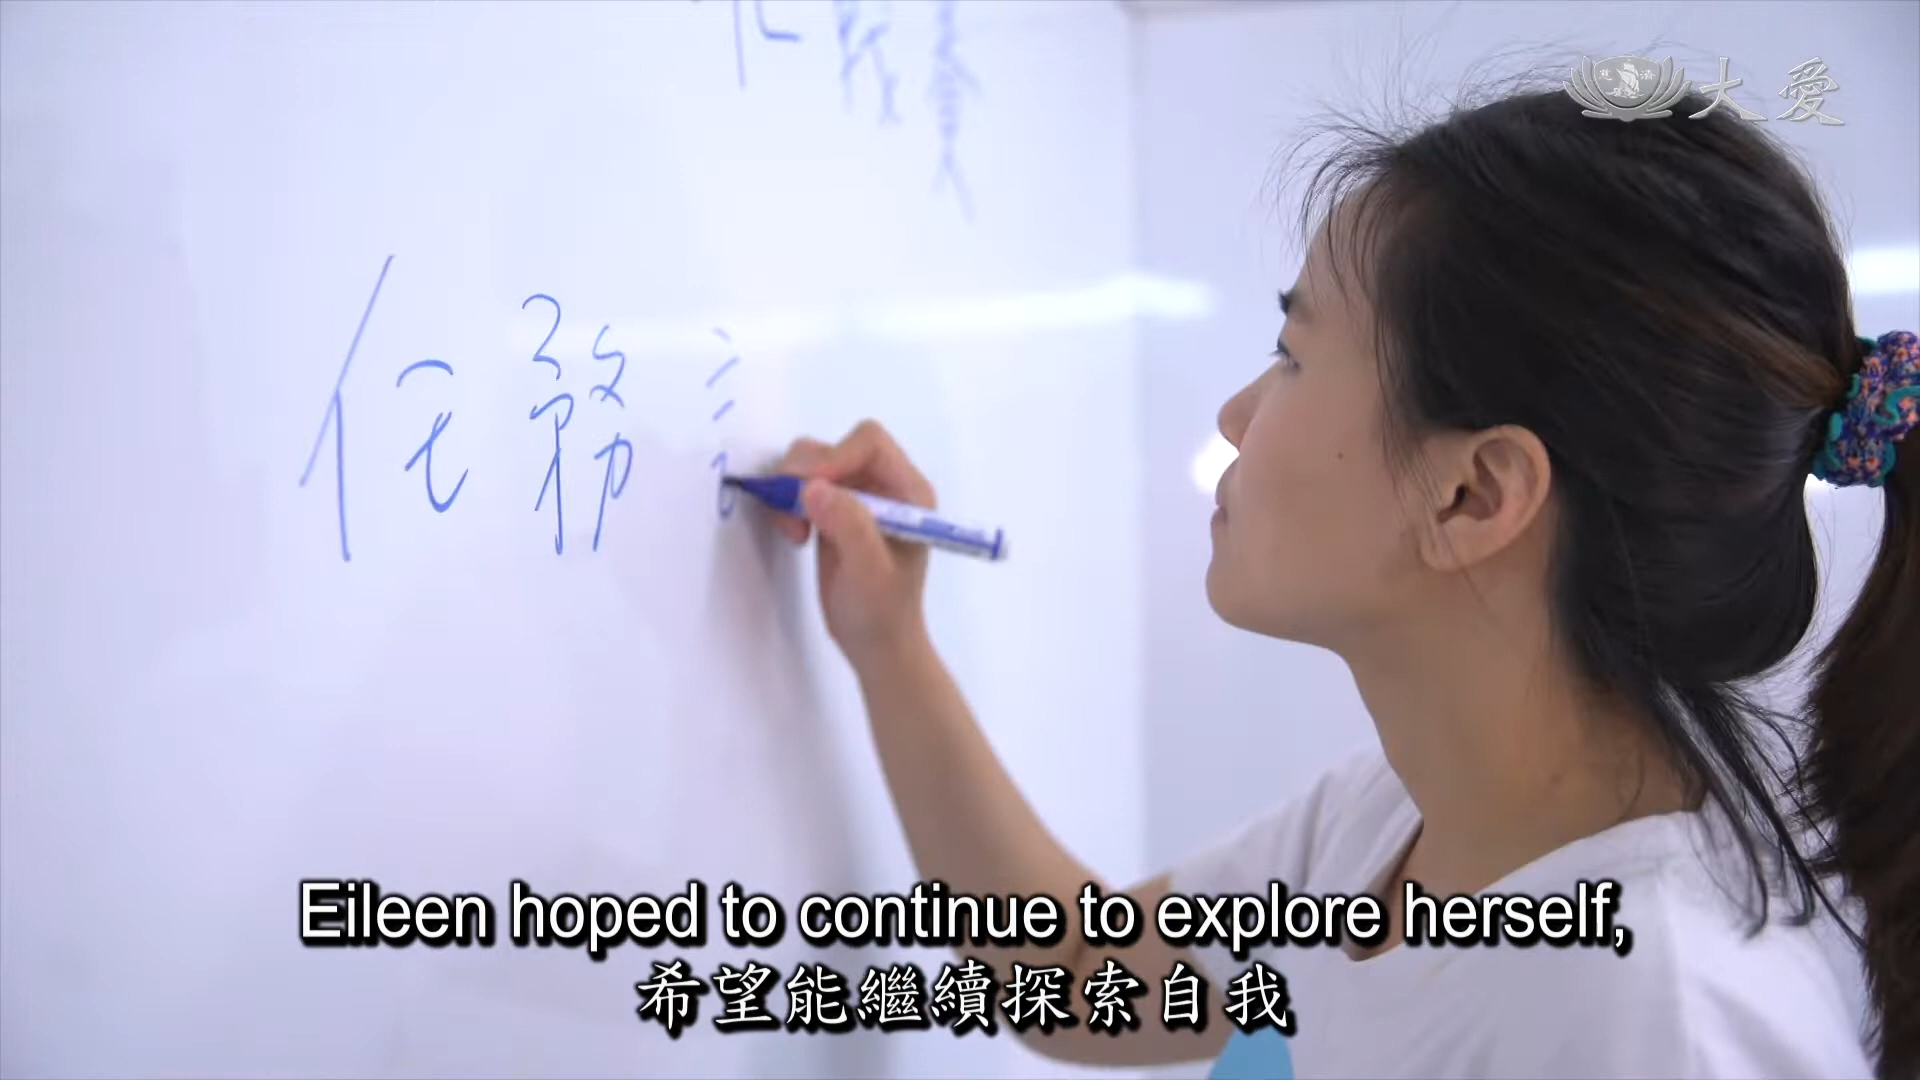 大愛
任務
Eileen hoped to continue to explore herself,
希望能繼續探索自我